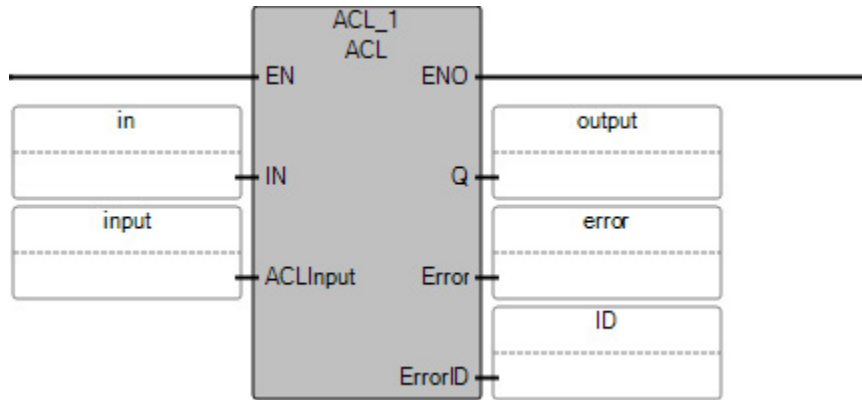 ACL_1
ACL
EN ENO
in output
IN Q
input error
ACLInput Error
ID
ErrorID